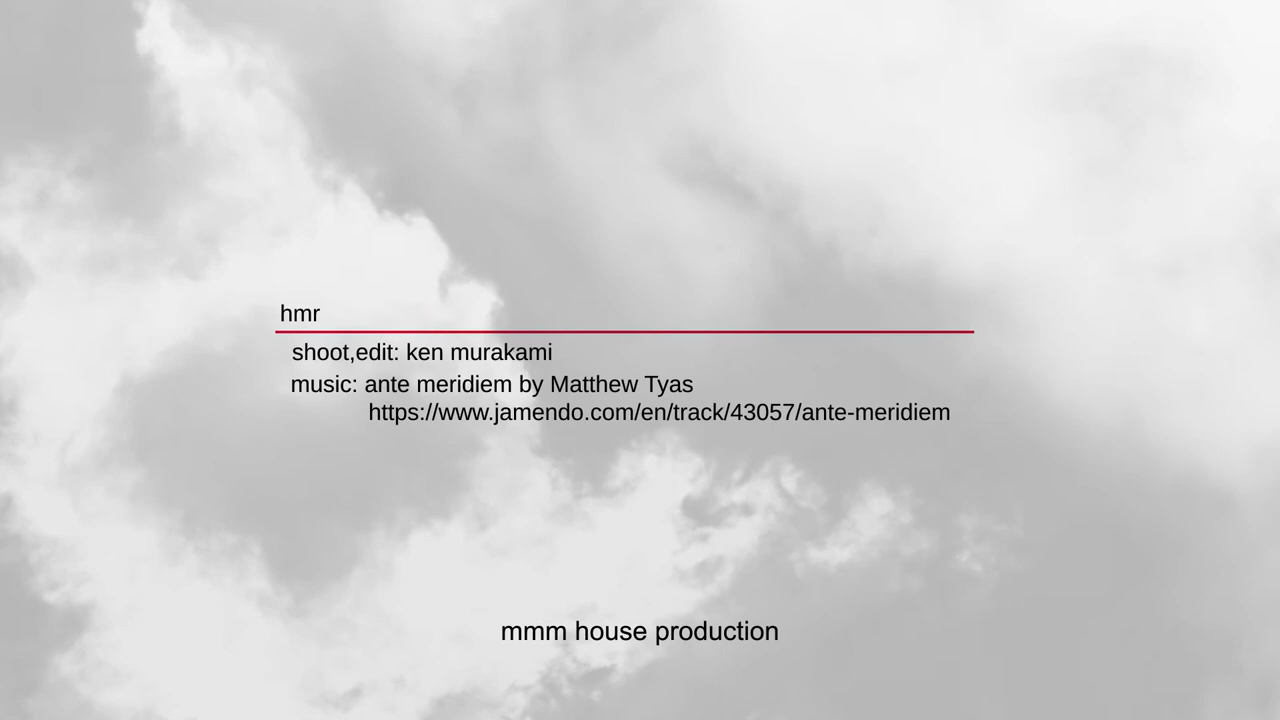 hmr
shoot,edit: ken murakami
music: ante meridiem by Matthew Tyas
https://www.jamendo.com/en/track/43057/ante-meridiem
mmm house production